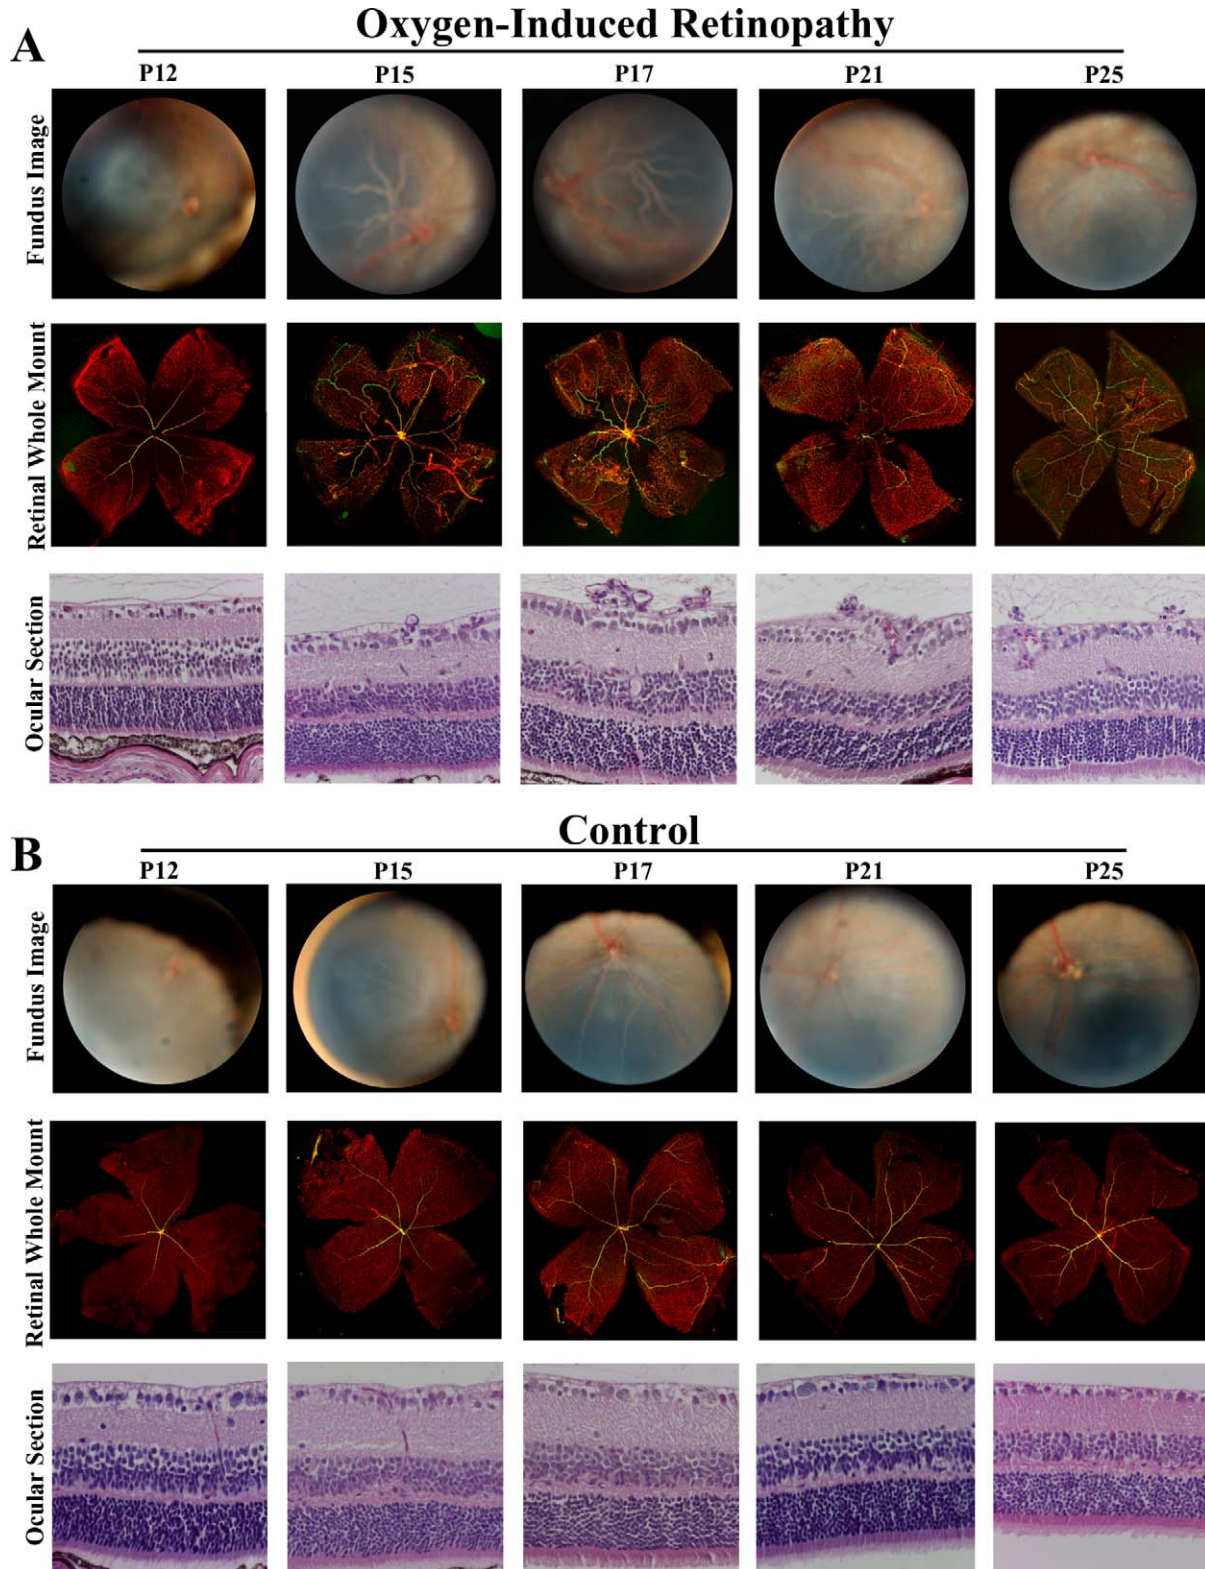 A
Oxygen-Induced Retinopathy
P12 P15 P17 P21 P25
Fundus Image
Retinal Whole Mount
Ocular Section
B
Control
P12 P15 P17 P21 P25
Fundus Image
Retinal Whole Mount
Ocular Section